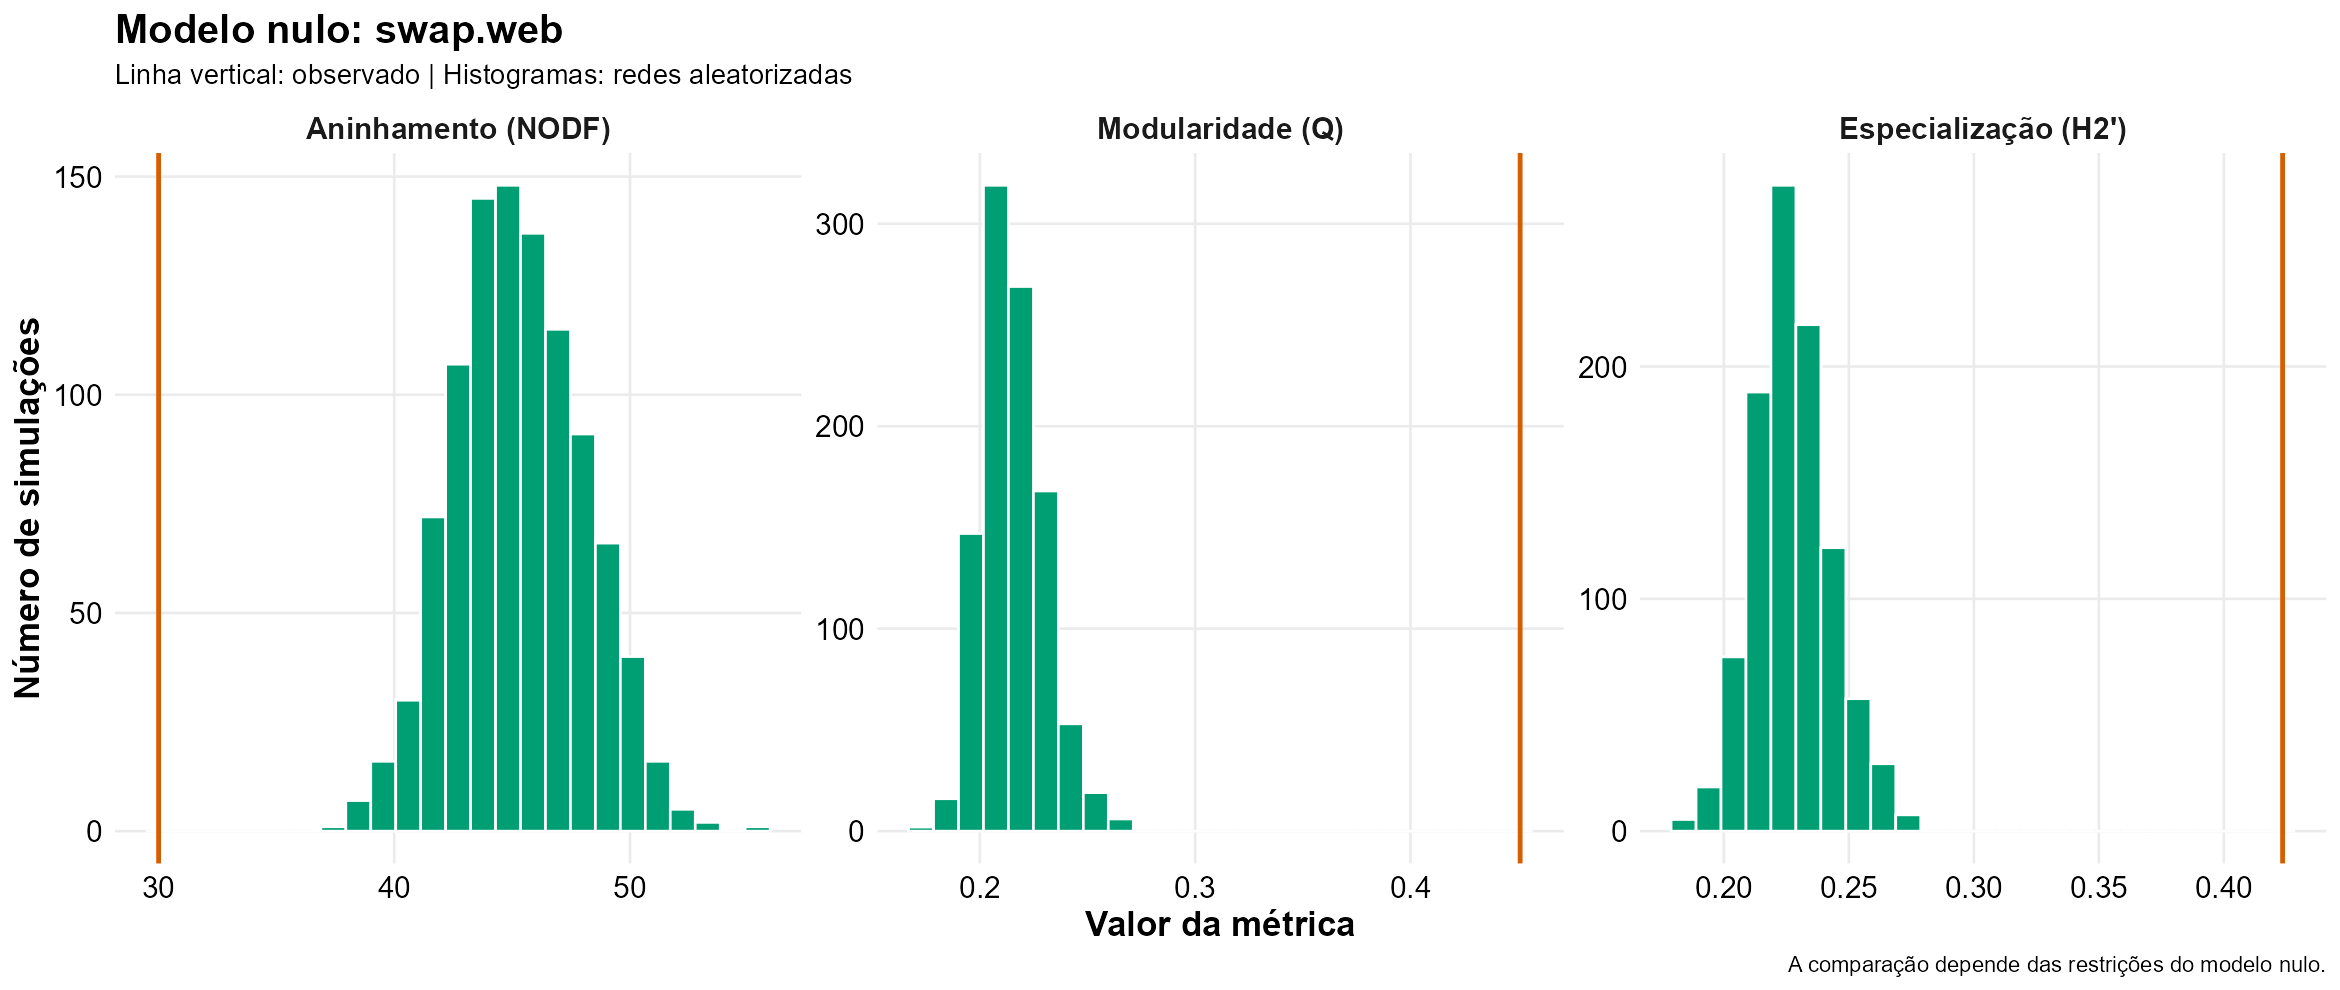 Modelo nulo: swap.web
Linha vertical: observado | Histogramas: redes aleatorizadas
Aninhamento (NODF)
Modularidade (Q)
Especialização (H2')
Número de simulações
150
100
50
0
30
40
50
300
200
100
0
0.2
0.3
0.4
200
100
0
0.20
0.25
0.30
0.35
0.40
Valor da métrica
A comparação depende das restrições do modelo nulo.